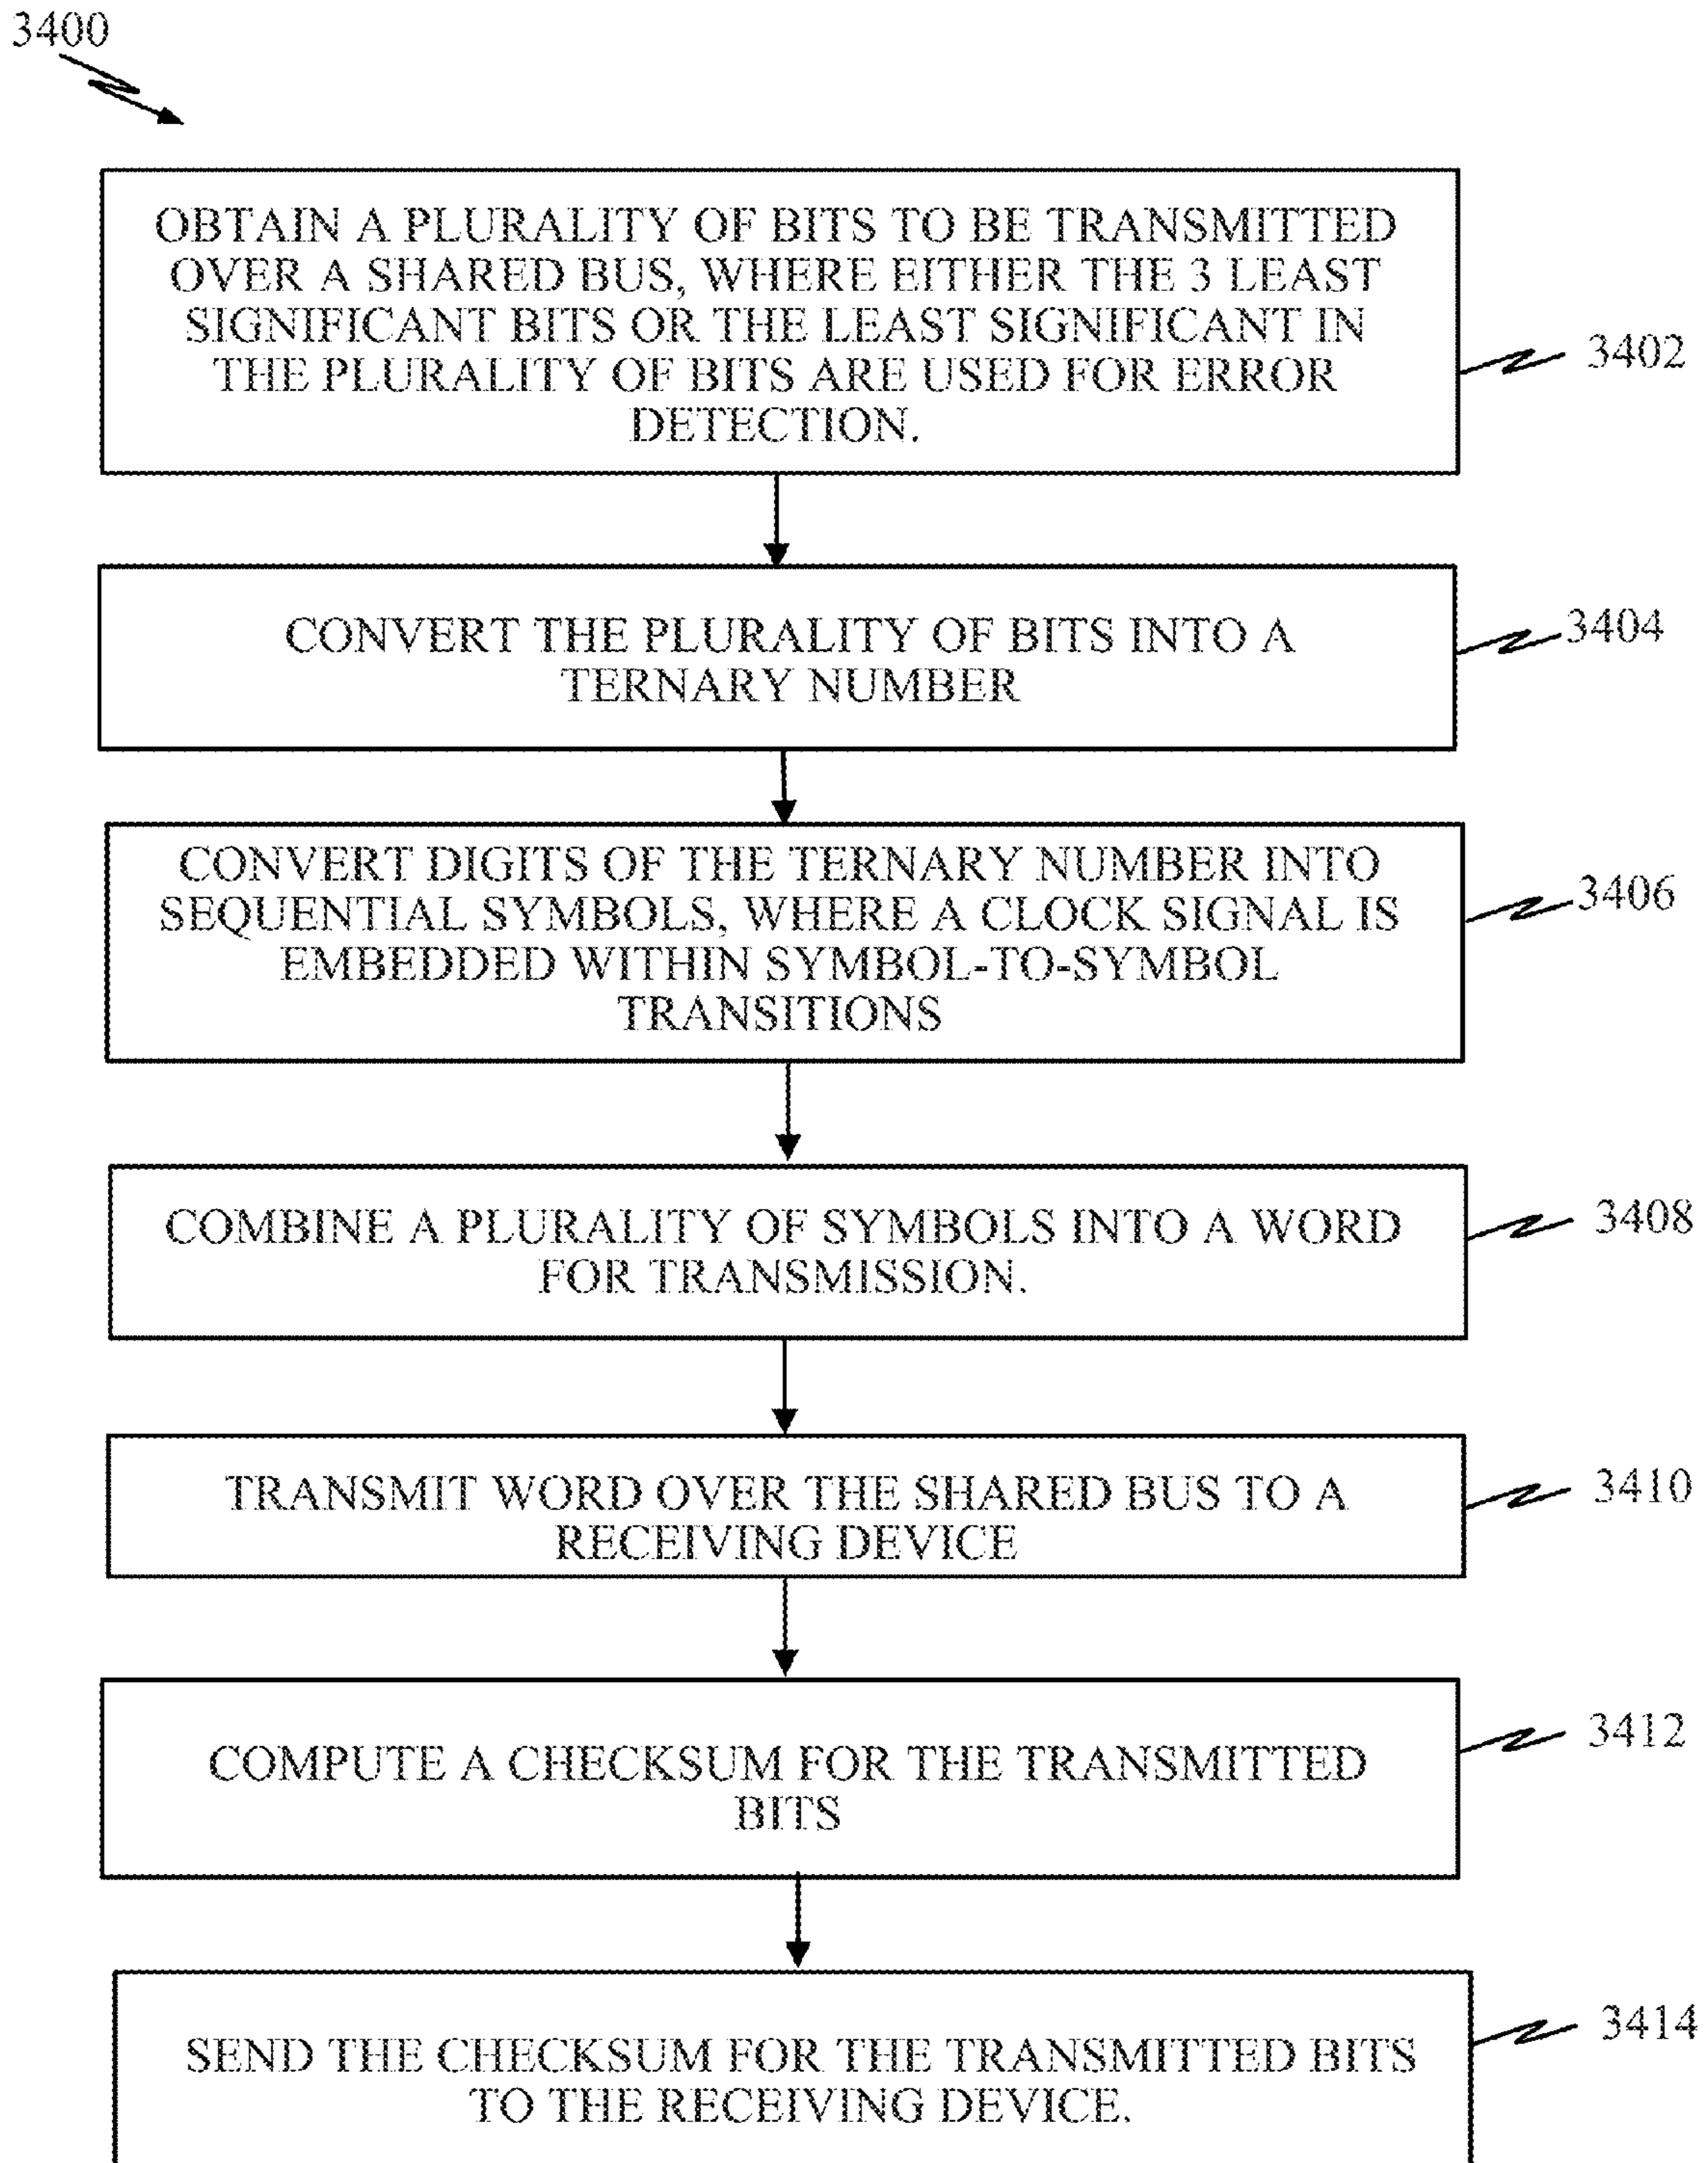 3400
OBTAIN A PLURALITY OF BITS TO BE TRANSMITTED
OVER A SHARED BUS, WHERE EITHER THE 3 LEAST
SIGNIFICANT BITS OR THE LEAST SIGNIFICANT IN
THE PLURALITY OF BITS ARE USED FOR ERROR
DETECTION.
3402
CONVERT THE PLURALITY OF BITS INTO A
TERNARY NUMBER
3404
CONVERT DIGITS OF THE TERNARY NUMBER INTO
SEQUENTIAL SYMBOLS, WHERE A CLOCK SIGNAL IS
EMBEDDED WITHIN SYMBOL-TO-SYMBOL
TRANSITIONS
3406
COMBINE A PLURALITY OF SYMBOLS INTO A WORD
FOR TRANSMISSION.
3408
TRANSMIT WORD OVER THE SHARED BUS TO A
RECEIVING DEVICE
3410
COMPUTE A CHECKSUM FOR THE TRANSMITTED
BITS
3412
SEND THE CHECKSUM FOR THE TRANSMITTED BITS
TO THE RECEIVING DEVICE.
3414